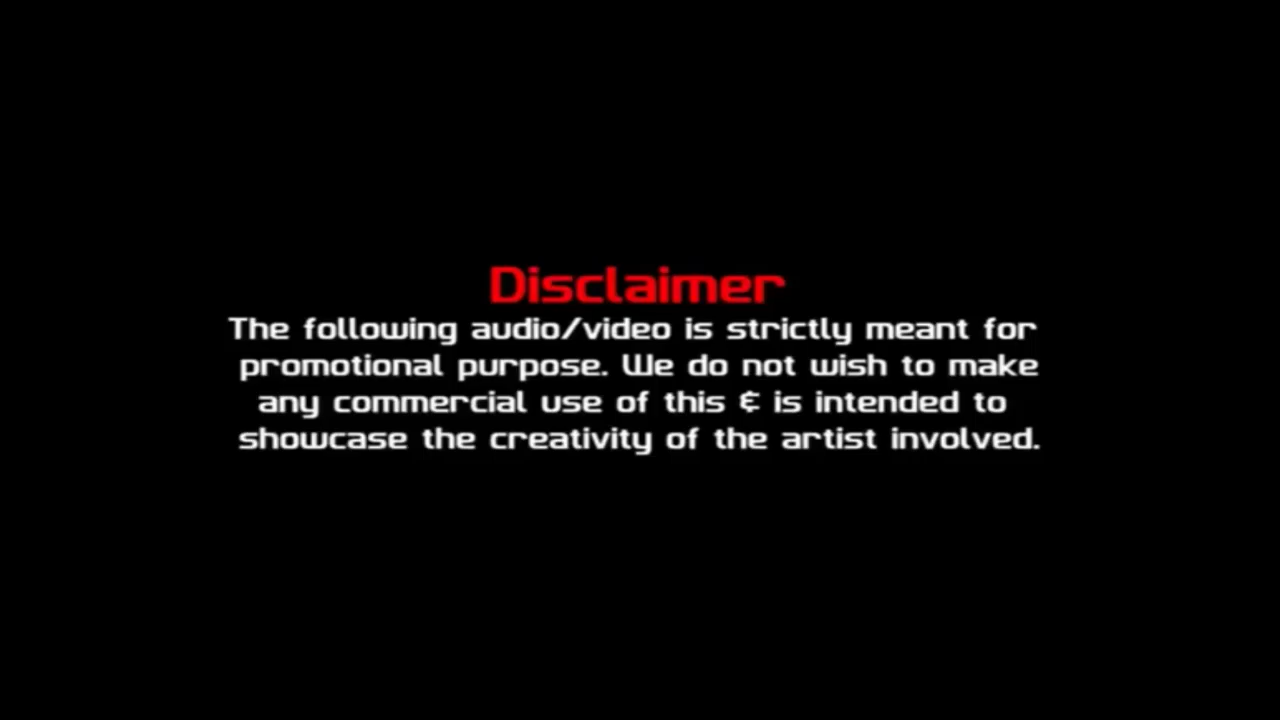 Disclaimer
The following audio/video is strictly meant for
promotional purpose. We do not wish to make
any commercial use of this & is intended to
showcase the creativity of the artist involved.